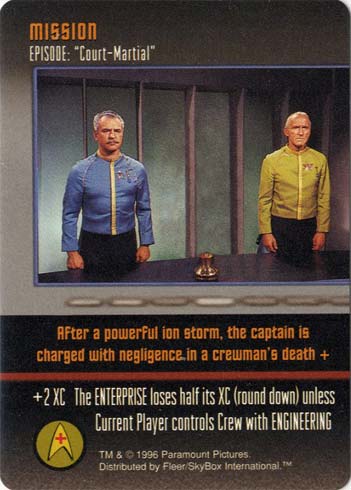 MISSION
EPISODE: "Court-Martial"
After a powerful ion storm, the captain is
charged with negligence in a crewman's death +
+2 XC The ENTERPRISE loses half its XC (round down) unless
Current Player controls Crew with ENGINEERING
TM & © 1996 Paramount Pictures.
Distributed by Fleer/SkyBox International.™